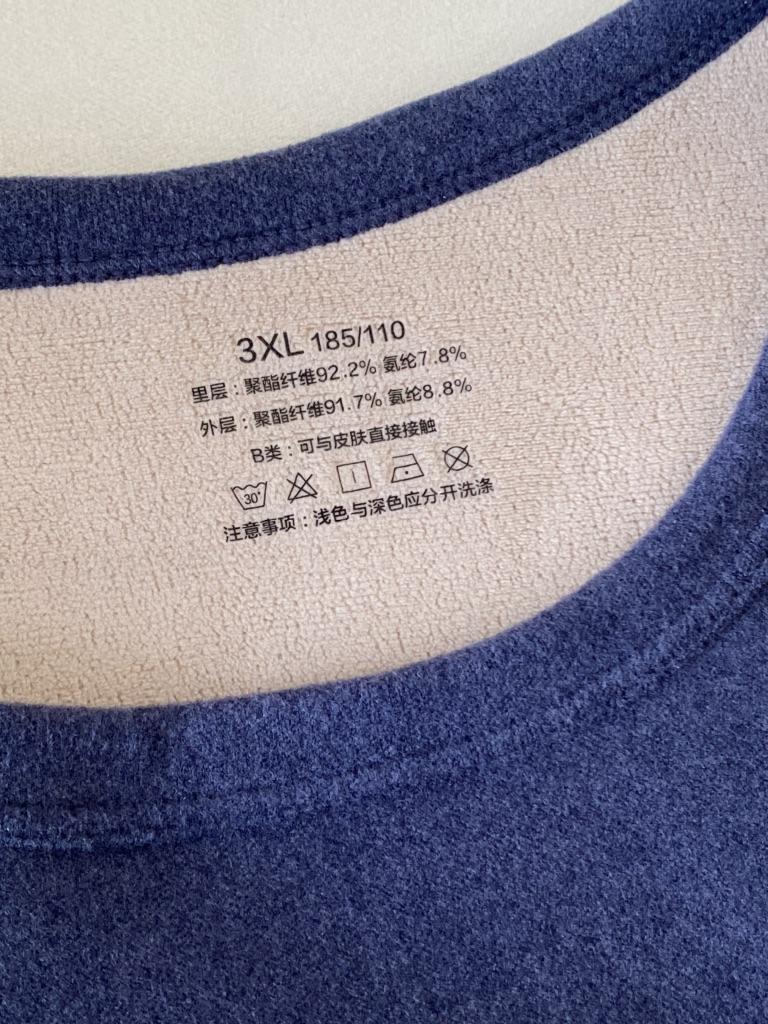 3XL 185/110
里层：聚酯纤维92.2% 氨纶7.8%
外层：聚酯纤维91.7% 氨纶8.8%
B类：可与皮肤直接接触
30°
注意事项：浅色与深色应分开洗涤